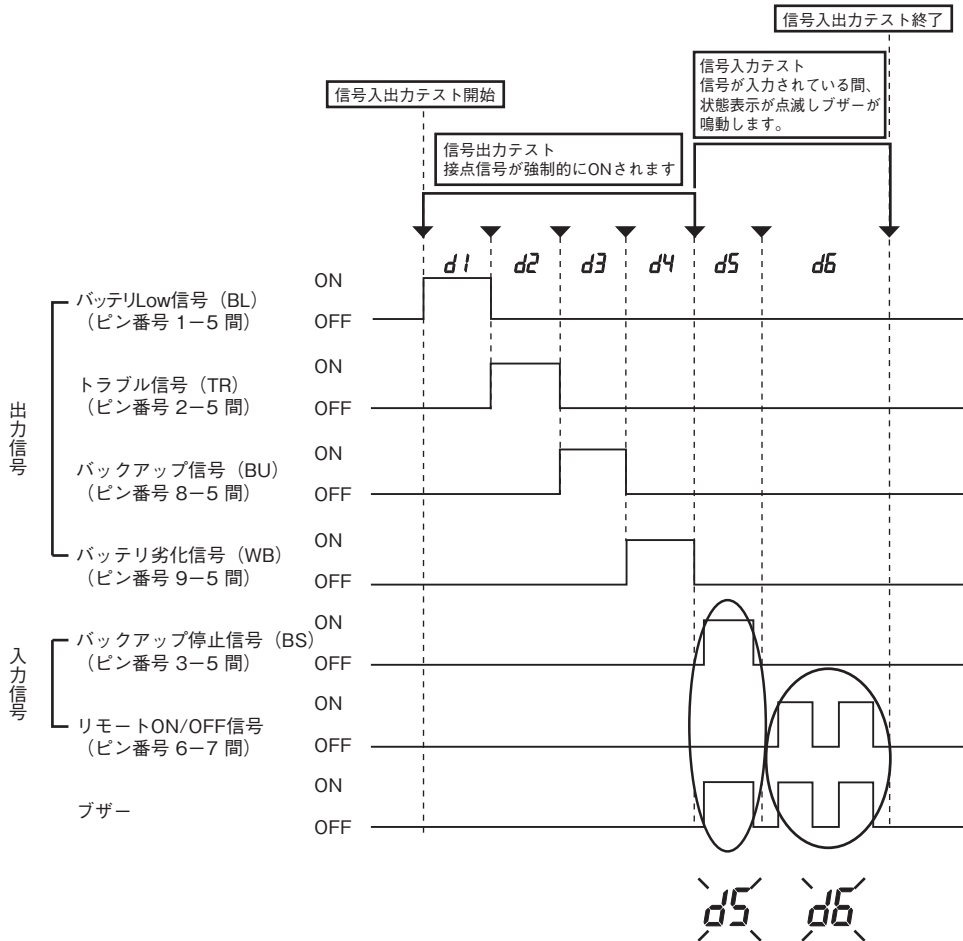 信号入出力テスト終了
信号入力テスト
信号が入力されている間、
状態表示が点滅しブザーが
鳴動します。
信号入出力テスト開始
信号出力テスト
接点信号が強制的にONされます
d1 d2 d3 d4 d5 d6
出力信号
バッテリLow信号（BL）
（ピン番号 1－5 間）
ON
OFF
トラブル信号（TR）
（ピン番号 2－5 間）
ON
OFF
バックアップ信号（BU）
（ピン番号 8－5 間）
ON
OFF
バッテリ劣化信号（WB）
（ピン番号 9－5 間）
ON
OFF
入力信号
バックアップ停止信号（BS）
（ピン番号 3－5 間）
ON
OFF
リモートON/OFF信号
（ピン番号 6－7 間）
ON
OFF
ブザー
ON
OFF
d5 d6